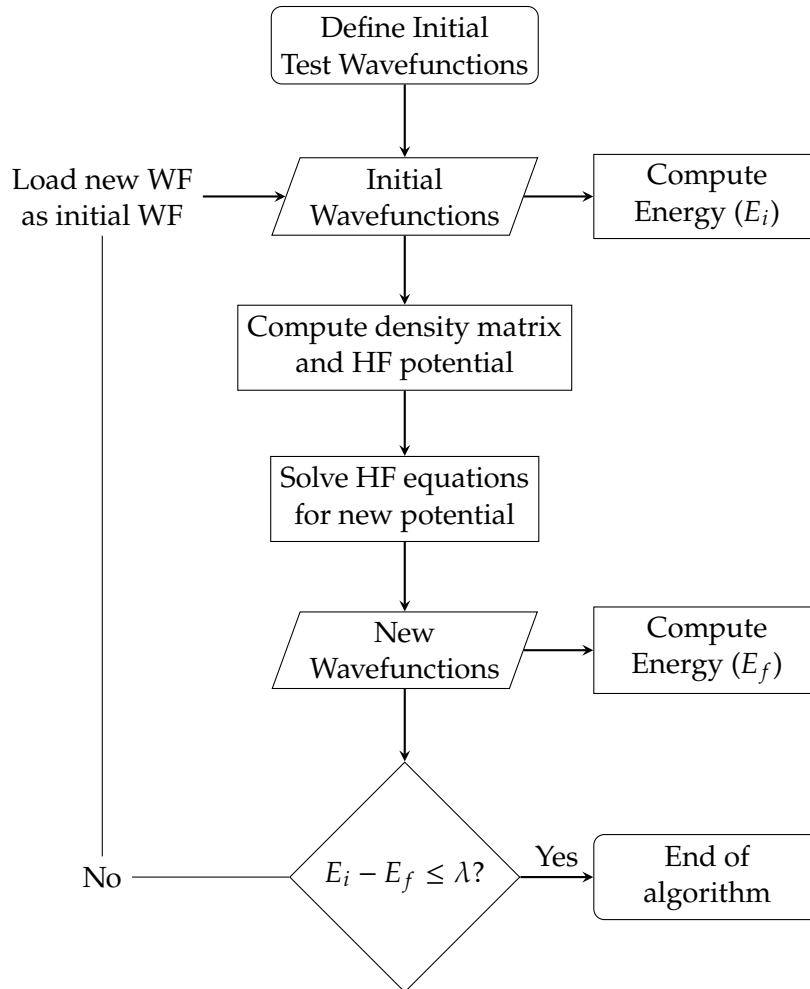 Define Initial
Test Wavefunctions
Load new WF
as initial WF
Initial
Wavefunctions
Compute
Energy (E_i)
Compute density matrix
and HF potential
Solve HF equations
for new potential
New
Wavefunctions
Compute
Energy (E_f)
No
E_i − E_f ≤ λ?
Yes
End of
algorithm